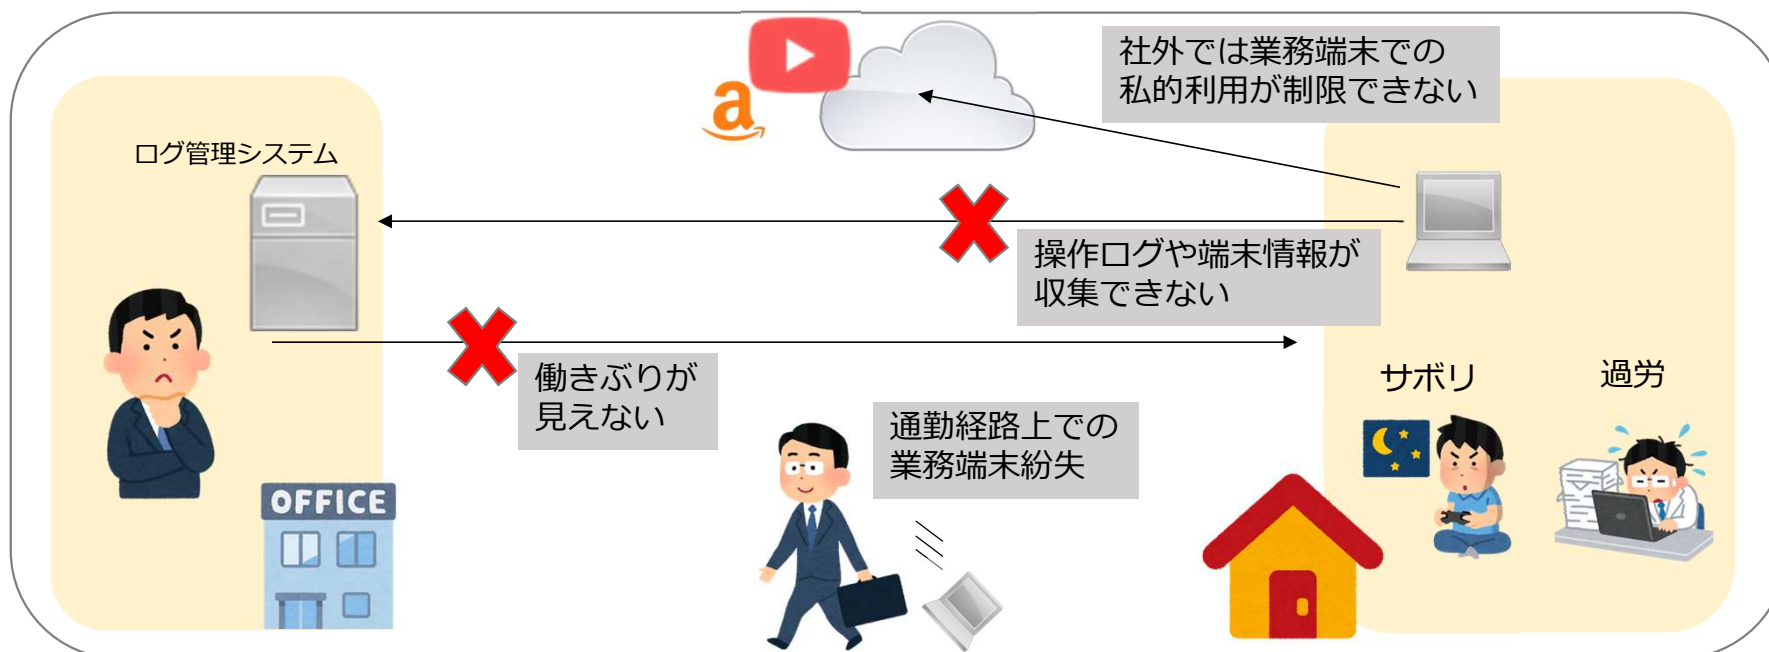 社外では業務端末での
私的利用が制限できない
a
ログ管理システム
操作ログや端末情報が
収集できない
働きぶりが
見えない
サボリ
過労
通勤経路上での
業務端末紛失
OFFICE